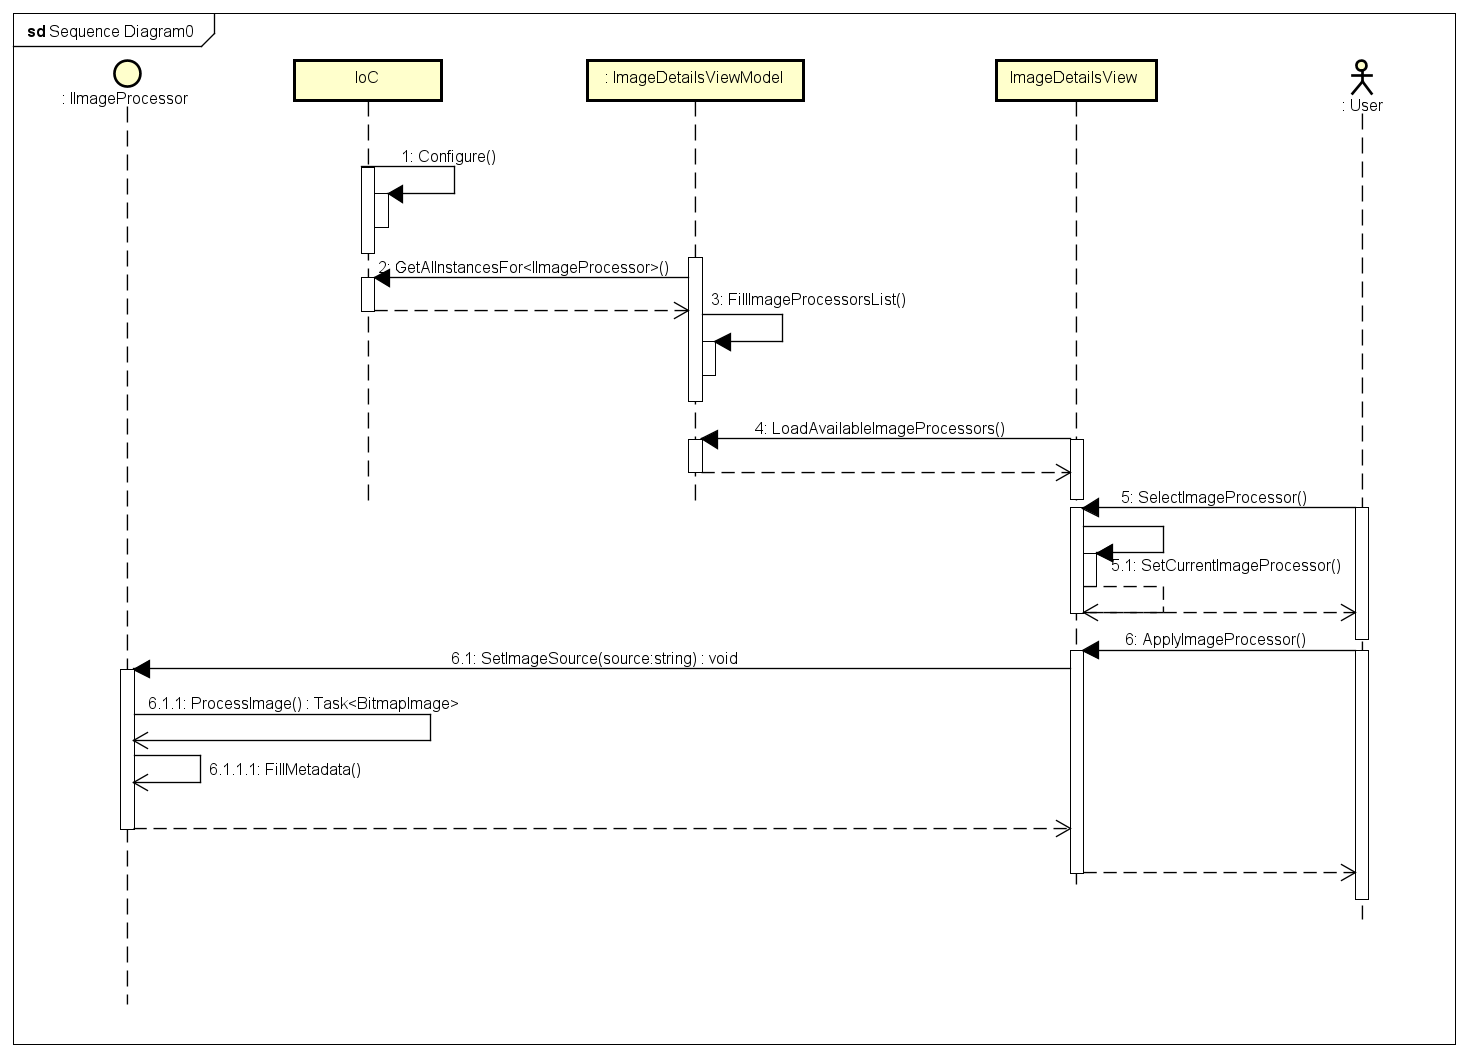 sd Sequence Diagram0
: IImageProcessor
IoC
: ImageDetailsViewModel
ImageDetailsView
: User
1: Configure()
2: GetAllInstancesFor<IImageProcessor>()
3: FillImageProcessorsList()
4: LoadAvailableImageProcessors()
5: SelectImageProcessor()
5.1: SetCurrentImageProcessor()
6: ApplyImageProcessor()
6.1: SetImageSource(source:string) : void
6.1.1: ProcessImage() : Task<BitmapImage>
6.1.1.1: FillMetadata()